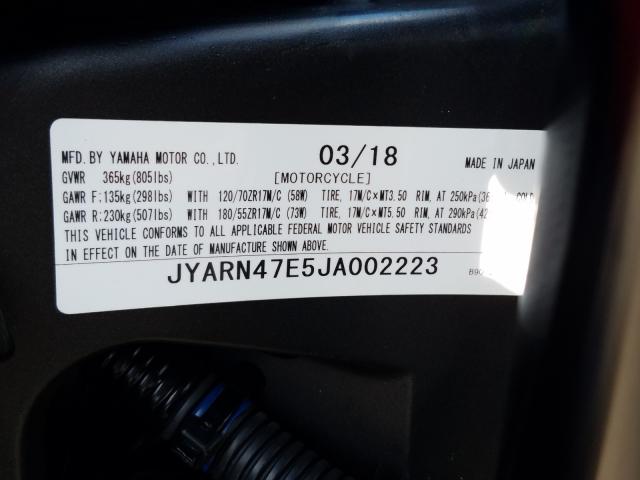 MFD.BY YAMAHA MOTOR CO.,LTD. 03/18 MADE IN JAPAN
GVWR 365kg(805lbs) [MOTORCYCLE]
GAWR F:135kg(298lbs) WITH 120/70ZR17M/C (58W) TIRE, 17M/C×MT3.50 RIM, AT 250kPa(36
GAWR R:230kg(507lbs) WITH 180/55ZR17M/C (73W) TIRE, 17M/C×MT5.50 RIM, AT 290kPa(42
THIS VEHICLE CONFORMS TO ALL APPLICABLE FEDERAL MOTOR VEHICLE SAFETY STANDARDS
IN EFFECT ON THE DATE OF MANUFACTURE SHOWN ABOVE.
JYARN47E5JA002223